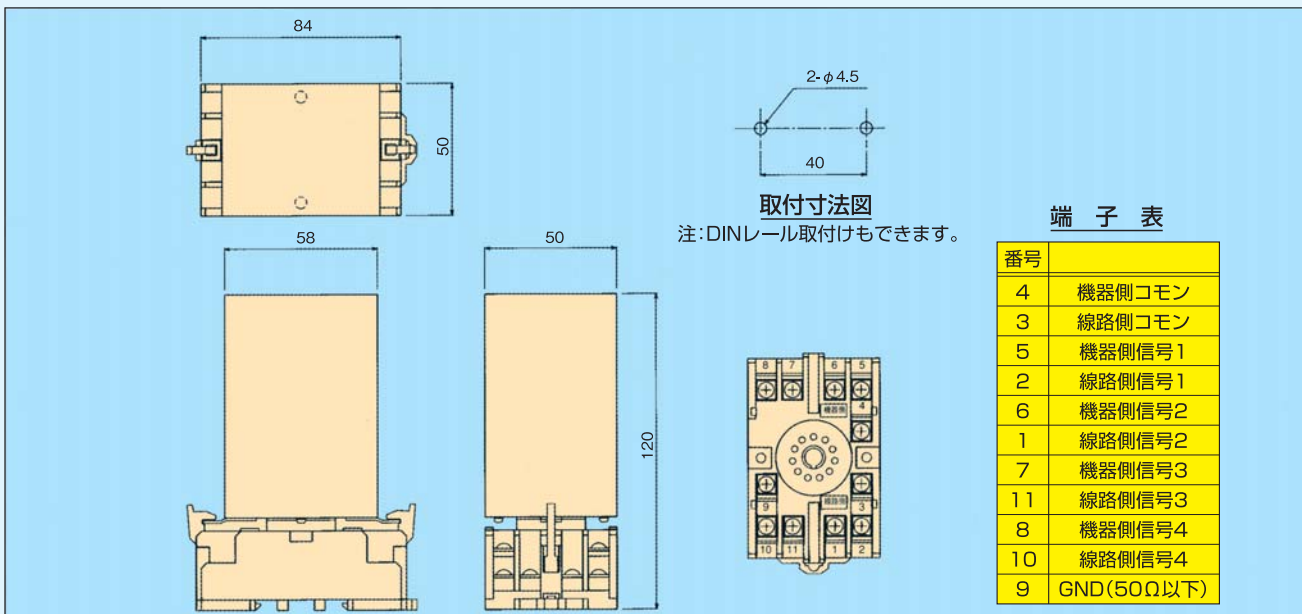 84
50
2-φ4.5
40
取付寸法図
注:DINレール取付けもできます。
58
50
120
8 7 6 5
機器側
4
線路側
9 3
10 11 1 2
端 子 表
番号
4 機器側コモン
3 線路側コモン
5 機器側信号1
2 線路側信号1
6 機器側信号2
1 線路側信号2
7 機器側信号3
11 線路側信号3
8 機器側信号4
10 線路側信号4
9 GND(50Ω以下)